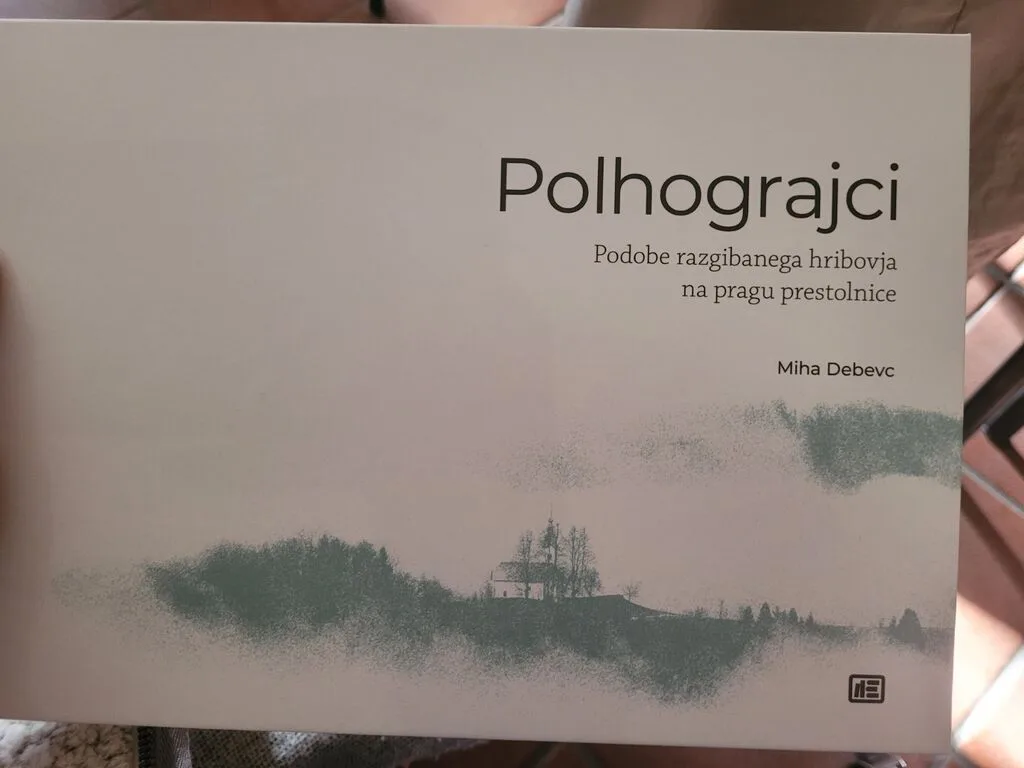 Polhograjci
Podobe razgibanega hribovja
na pragu prestolnice
Miha Debevc